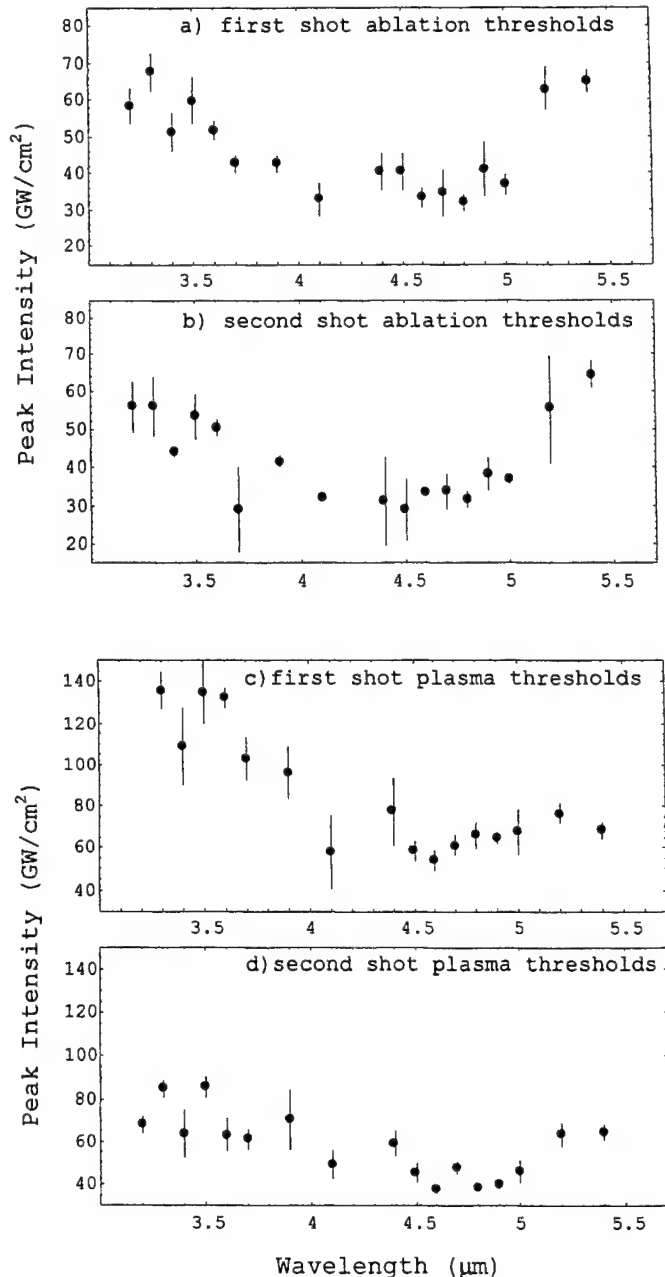 a) first shot ablation thresholds
80
70
60
50
40
30
20
3.5 4 4.5 5 5.5
b) second shot ablation thresholds
80
70
60
50
40
30
20
3.5 4 4.5 5 5.5
Peak Intensity (GW/cm²)
c)first shot plasma thresholds
140
120
100
80
60
40
3.5 4 4.5 5 5.5
d)second shot plasma thresholds
140
120
100
80
60
40
3.5 4 4.5 5 5.5
Peak Intensity (GW/cm²)
Wavelength (μm)